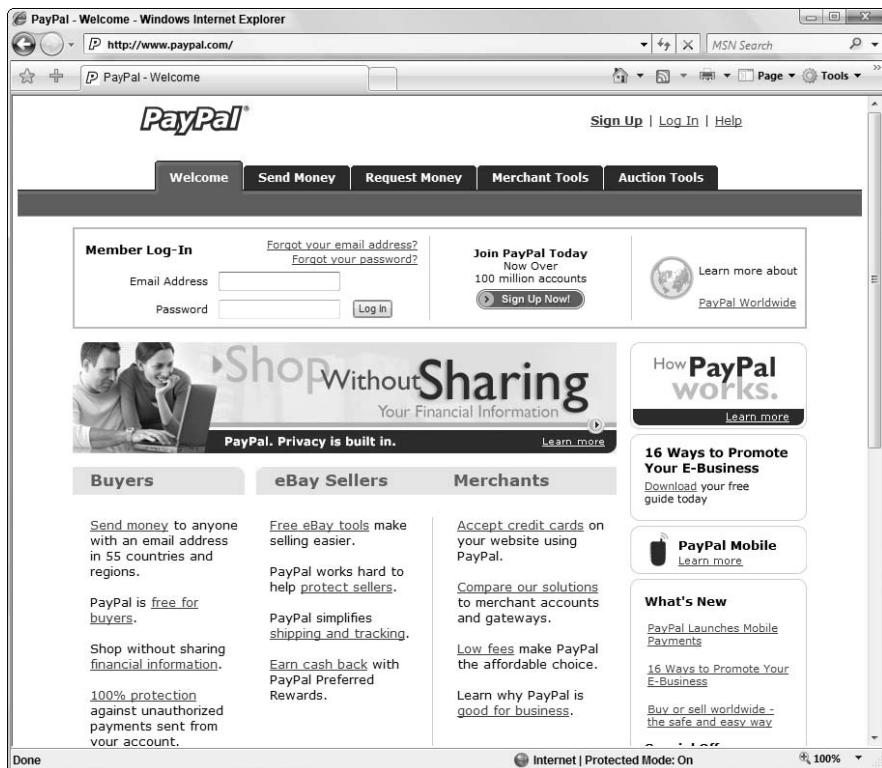 PayPal - Welcome - Windows Internet Explorer
http://www.paypal.com/
MSN Search
PayPal - Welcome
Page
Tools
PayPal
Sign Up | Log In | Help
Welcome
Send Money
Request Money
Merchant Tools
Auction Tools
Member Log-In
Forgot your email address?
Forgot your password?
Email Address
Password
Log In
Join PayPal Today
Now Over
100 million accounts
Sign Up Now!
Learn more about
PayPal Worldwide
Shop Without Sharing
Your Financial Information
PayPal. Privacy is built in.
Learn more
How PayPal
works.
Learn more
16 Ways to Promote
Your E-Business
Download your free
guide today
PayPal Mobile
Learn more
What's New
PayPal Launches Mobile
Payments
16 Ways to Promote Your
E-Business
Buy or sell worldwide -
the safe and easy way
Buyers
Send money to anyone
with an email address
in 55 countries and
regions.
PayPal is free for
buyers.
Shop without sharing
financial information.
100% protection
against unauthorized
payments sent from
your account.
eBay Sellers
Free eBay tools make
selling easier.
PayPal works hard to
help protect sellers.
PayPal simplifies
shipping and tracking.
Earn cash back with
PayPal Preferred
Rewards.
Merchants
Accept credit cards on
your website using
PayPal.
Compare our solutions
to merchant accounts
and gateways.
Low fees make PayPal
the affordable choice.
Learn why PayPal is
good for business.
Done
Internet | Protected Mode: On
100%